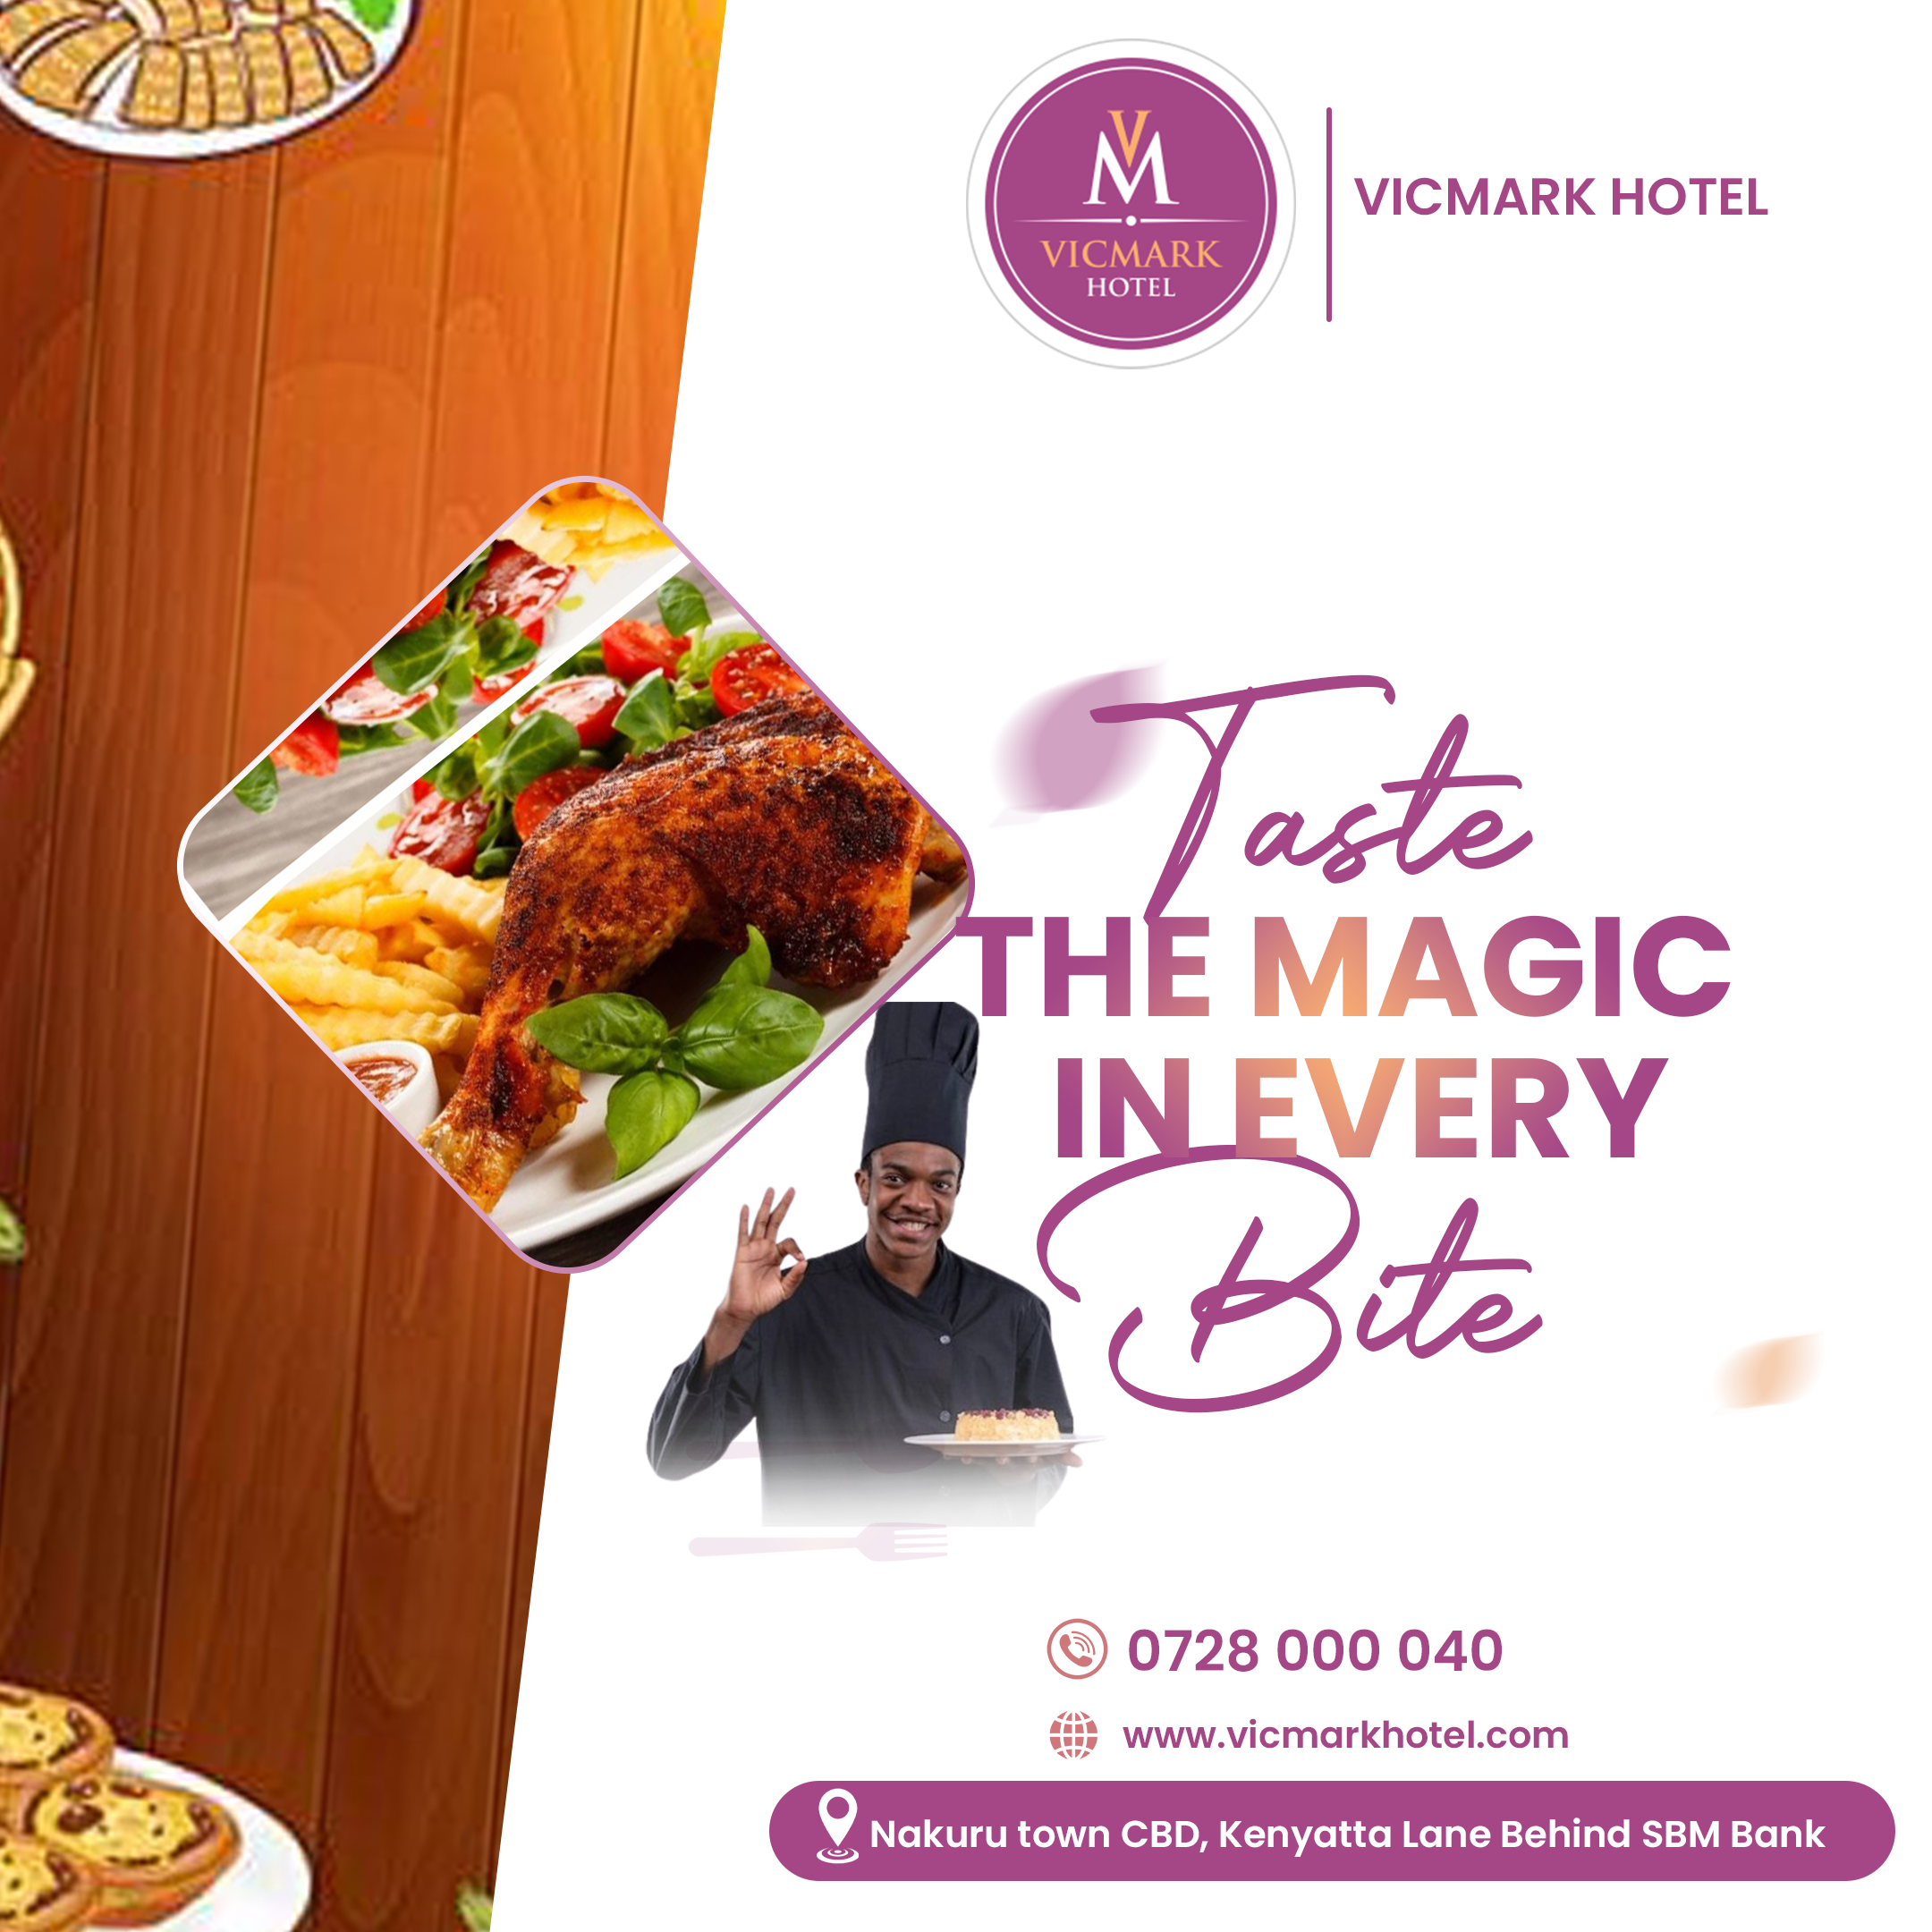 VM
VICMARK
HOTEL
VICMARK HOTEL
Taste
THE MAGIC
IN EVERY
Bite
0728 000 040
www.vicmarkhotel.com
Nakuru town CBD, Kenyatta Lane Behind SBM Bank